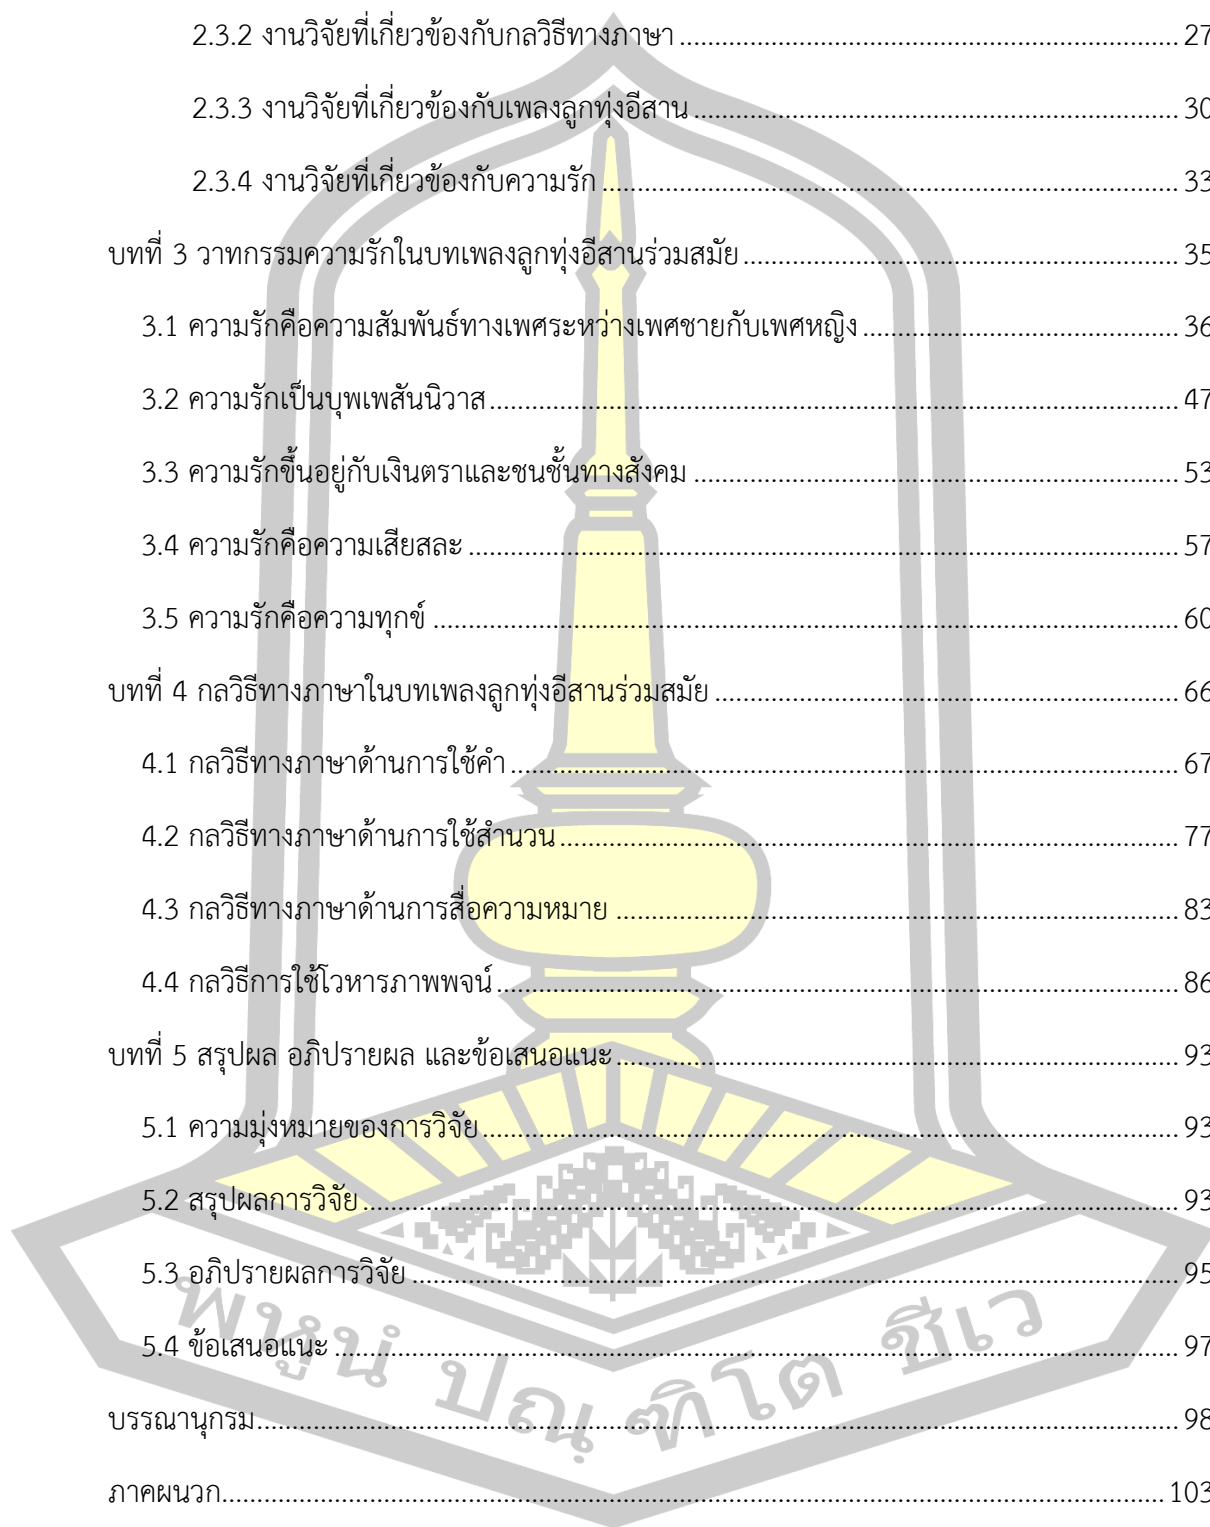 2.3.2 งานวิจัยที่เกี่ยวข้องกับกลวิธีทางภาษา ........ 27
2.3.3 งานวิจัยที่เกี่ยวข้องกับเพลงลูกทุ่งอีสาน ........ 30
2.3.4 งานวิจัยที่เกี่ยวข้องกับความรัก ........ 33
บทที่ 3 วาทกรรมความรักในบทเพลงลูกทุ่งอีสานร่วมสมัย ........ 35
3.1 ความรักคือความสัมพันธ์ทางเพศระหว่างเพศชายกับเพศหญิง ........ 36
3.2 ความรักเป็นบุพเพสันนิวาส ........ 47
3.3 ความรักขึ้นอยู่กับเงินตราและชนชั้นทางสังคม ........ 53
3.4 ความรักคือความเสียสละ ........ 57
3.5 ความรักคือความทุกข์ ........ 60
บทที่ 4 กลวิธีทางภาษาในบทเพลงลูกทุ่งอีสานร่วมสมัย ........ 66
4.1 กลวิธีทางภาษาด้านการใช้คำ ........ 67
4.2 กลวิธีทางภาษาด้านการใช้สำนวน ........ 77
4.3 กลวิธีทางภาษาด้านการสื่อความหมาย ........ 83
4.4 กลวิธีการใช้โวหารภาพพจน์ ........ 86
บทที่ 5 สรุปผล อภิปรายผล และข้อเสนอแนะ ........ 93
5.1 ความมุ่งหมายของการวิจัย ........ 93
5.2 สรุปผลการวิจัย ........ 93
5.3 อภิปรายผลการวิจัย ........ 95
5.4 ข้อเสนอแนะ ........ 97
บรรณานุกรม ........ 98
ภาคผนวก ........ 103
พหูนํ ปณฺฑิโต ชีเว